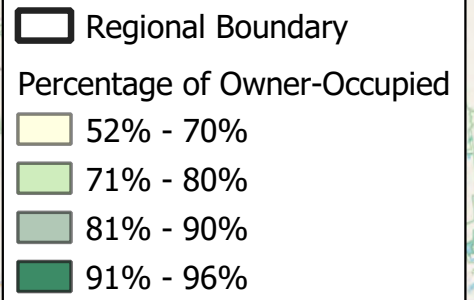 Regional Boundary
Percentage of Owner-Occupied
52% - 70%
71% - 80%
81% - 90%
91% - 96%